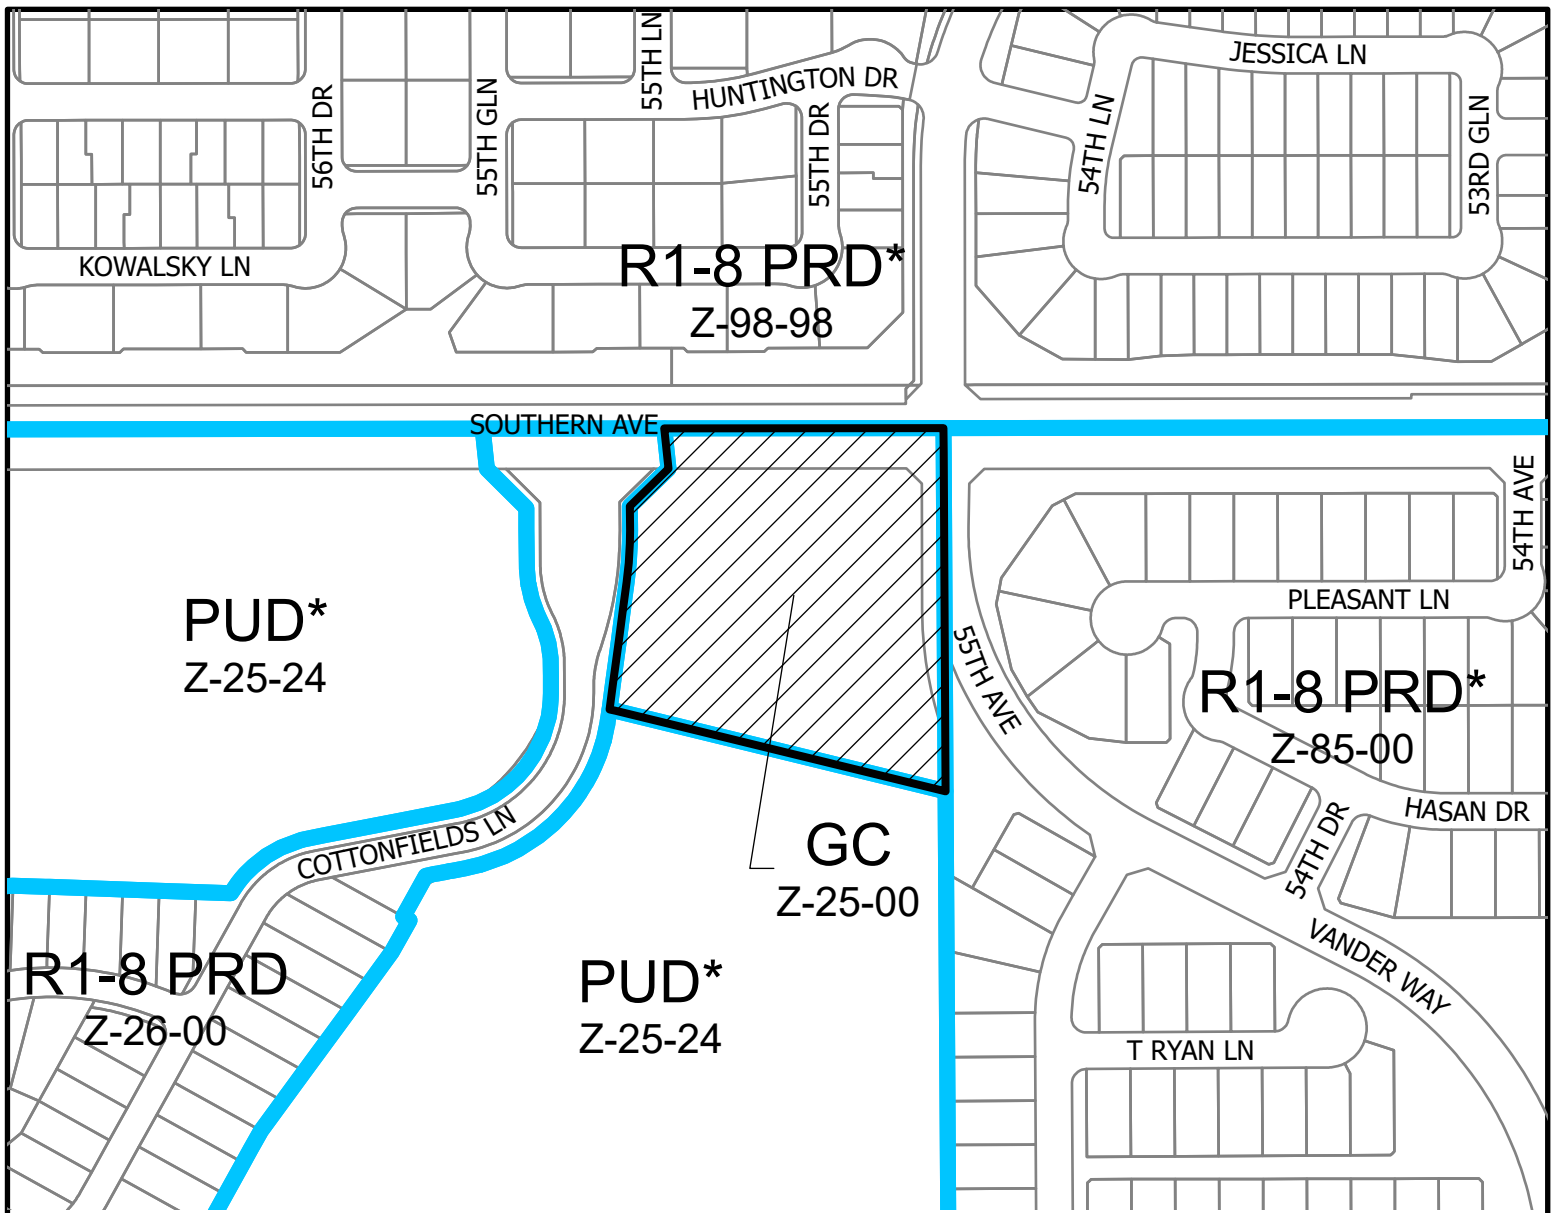 JESSICA LN
55TH LN
HUNTINGTON DR
56TH DR
55TH GLN
55TH DR
54TH LN
53RD GLN
KOWALSKY LN
R1-8 PRD*
Z-98-98
SOUTHERN AVE
54TH AVE
PUD*
Z-25-24
PLEASANT LN
55TH AVE
R1-8 PRD*
Z-85-00
HASAN DR
54TH DR
COTTONFIELDS LN
GC
Z-25-00
VANDER WAY
R1-8 PRD
Z-26-00
PUD*
Z-25-24
T RYAN LN